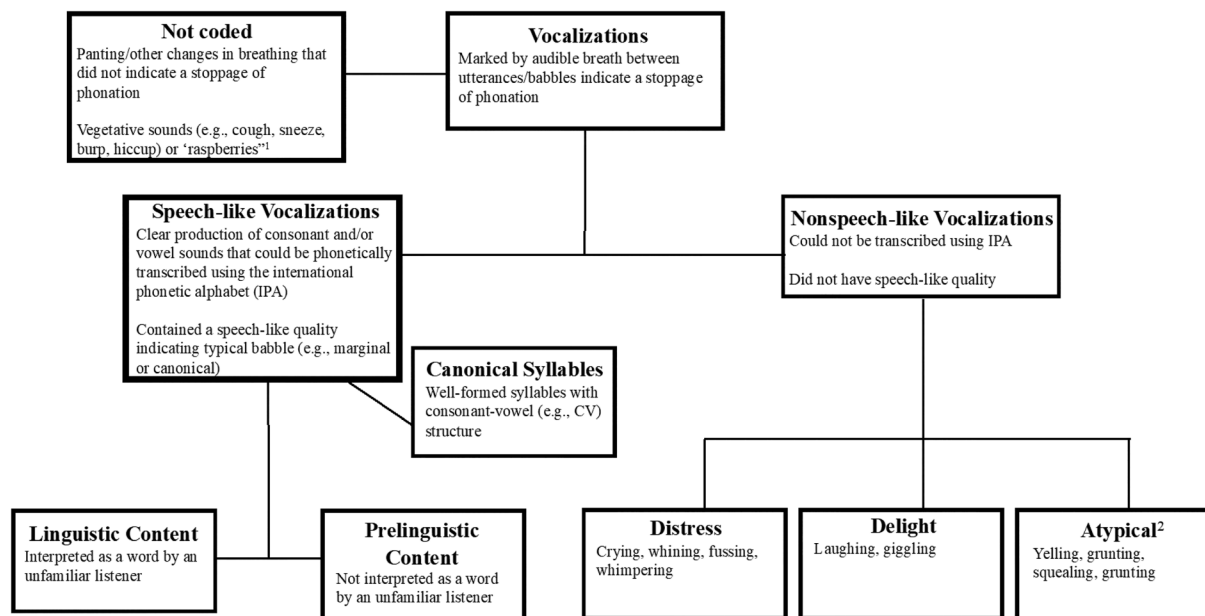 Not coded
Panting/other changes in breathing that
did not indicate a stoppage of
phonation
Vegetative sounds (e.g., cough, sneeze,
burp, hiccup) or ‘raspberries”1
Vocalizations
Marked by audible breath between
utterances/babbles indicate a stoppage
of phonation
Speech-like Vocalizations
Clear production of consonant and/or
vowel sounds that could be phonetically
transcribed using the international
phonetic alphabet (IPA)
Contained a speech-like quality
indicating typical babble (e.g., marginal
or canonical)
Nonspeech-like Vocalizations
Could not be transcribed using IPA
Did not have speech-like quality
Canonical Syllables
Well-formed syllables with
consonant-vowel (e.g., CV)
structure
Linguistic Content
Interpreted as a word by an
unfamiliar listener
Prelinguistic
Content
Not interpreted as a word
by an unfamiliar listener
Distress
Crying, whining, fussing,
whimpering
Delight
Laughing, giggling
Atypical2
Yelling, grunting,
squealing, grunting